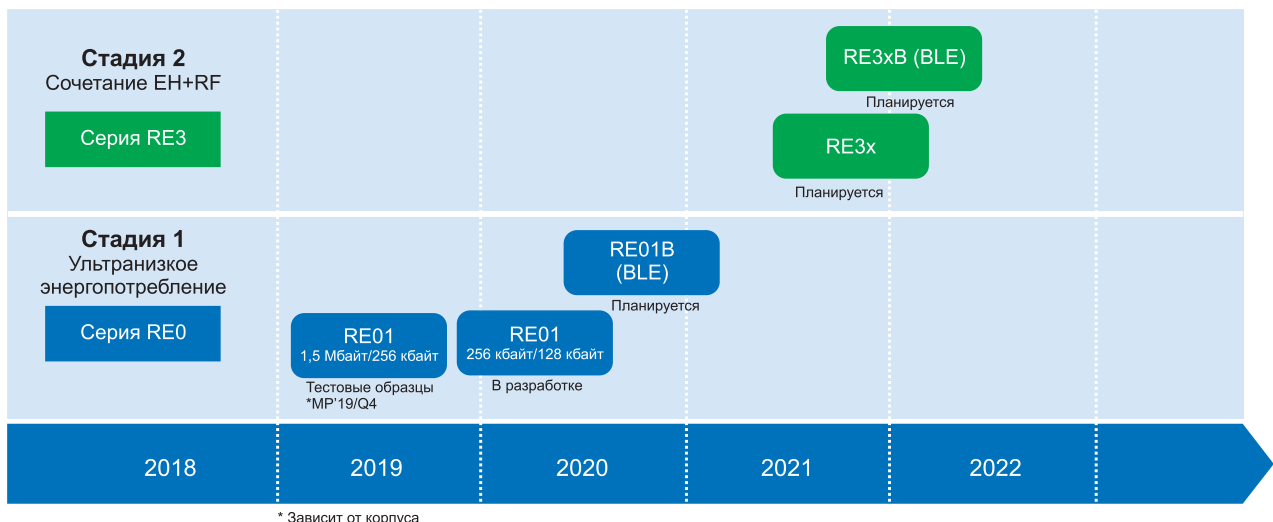 Стадия 2
Сочетание EH+RF
Серия RE3
RE3xB (BLE)
Планируется
RE3x
Планируется
Стадия 1
Ультранизкое
энергопотребление
Серия RE0
RE01B
(BLE)
Планируется
RE01
1,5 Мбайт/256 кбайт
Тестовые образцы
*MP'19/Q4
RE01
256 кбайт/128 кбайт
В разработке
2018
2019
2020
2021
2022
* Зависит от корпуса